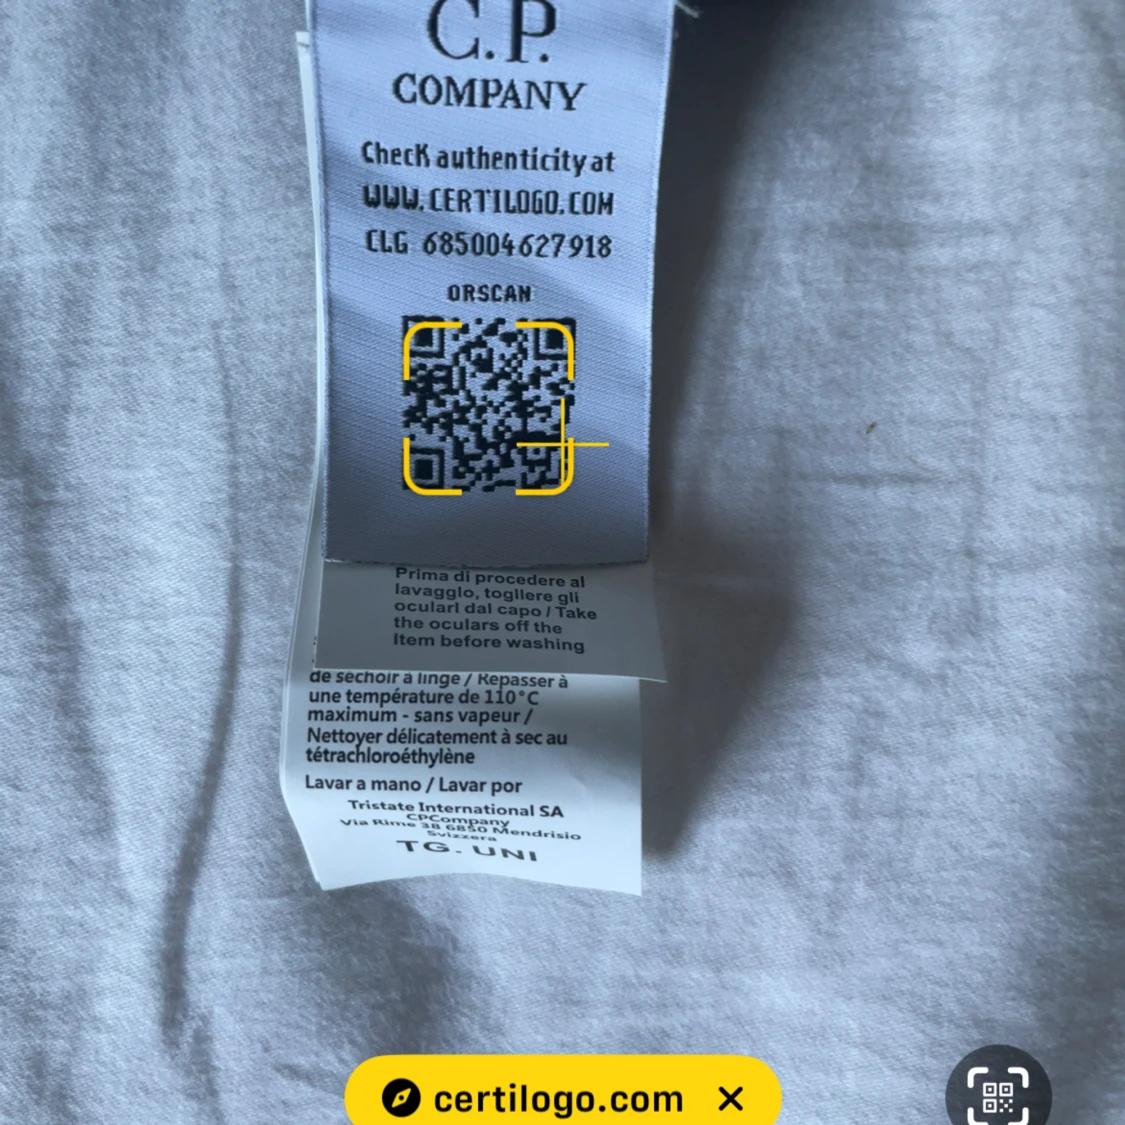 C.P.
COMPANY
Check authenticity at
WWW.CERTILOGO.COM
CLG 685004627918
ORSCAN
Prima di procedere al
lavagglo, togliere gli
ocularl dal capo / Take
the oculars off the
Item before washing
de séchoir à linge / Repasser à
une température de 110°C
maximum - sans vapeur /
Nettoyer délicatement à sec au
tétrachloroéthylène
Lavar a mano / Lavar por
Tristate International SA
CPCompany
Via Rime 38 6850 Mendrisio
Svizzera
TG. UNI
certilogo.com